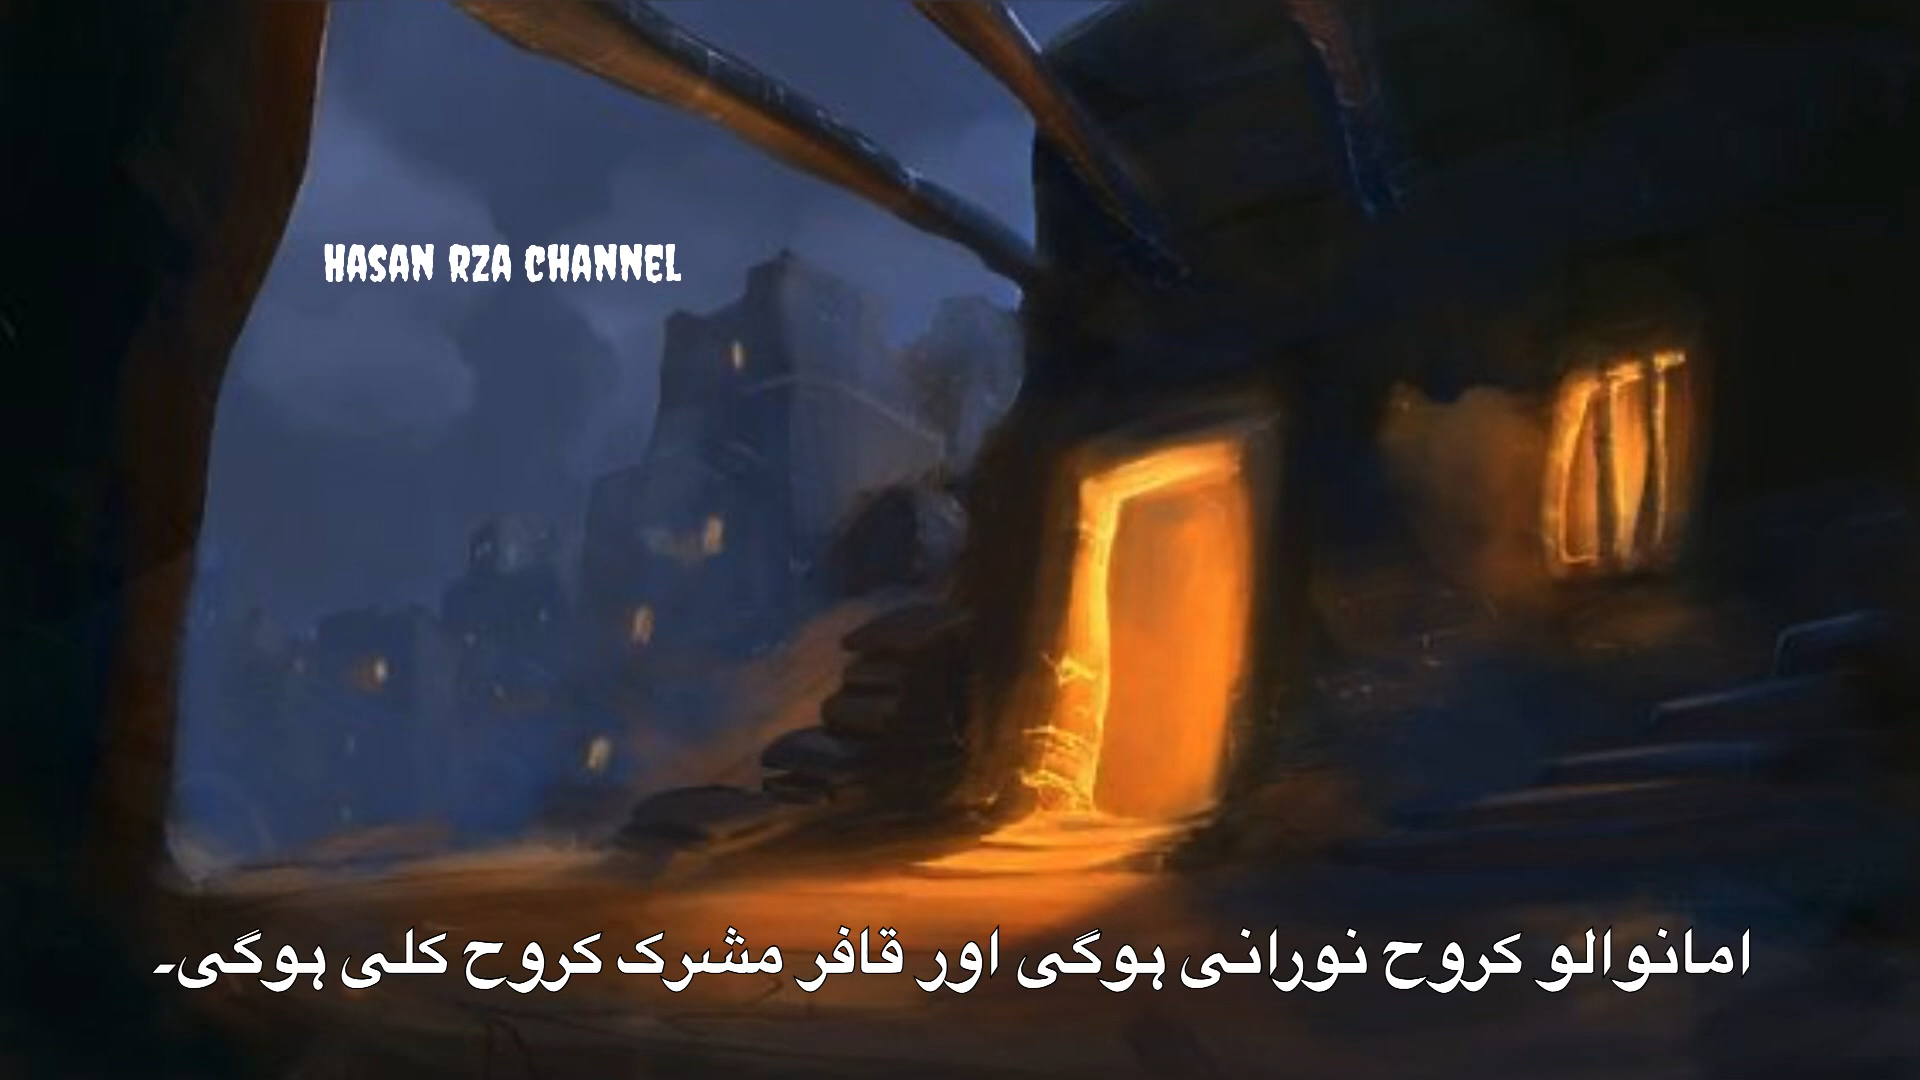 HASAN RZA CHANNEL
امانوالو کروح نورانی ہوگی اور قافر مشرک کروح کلی ہوگی۔